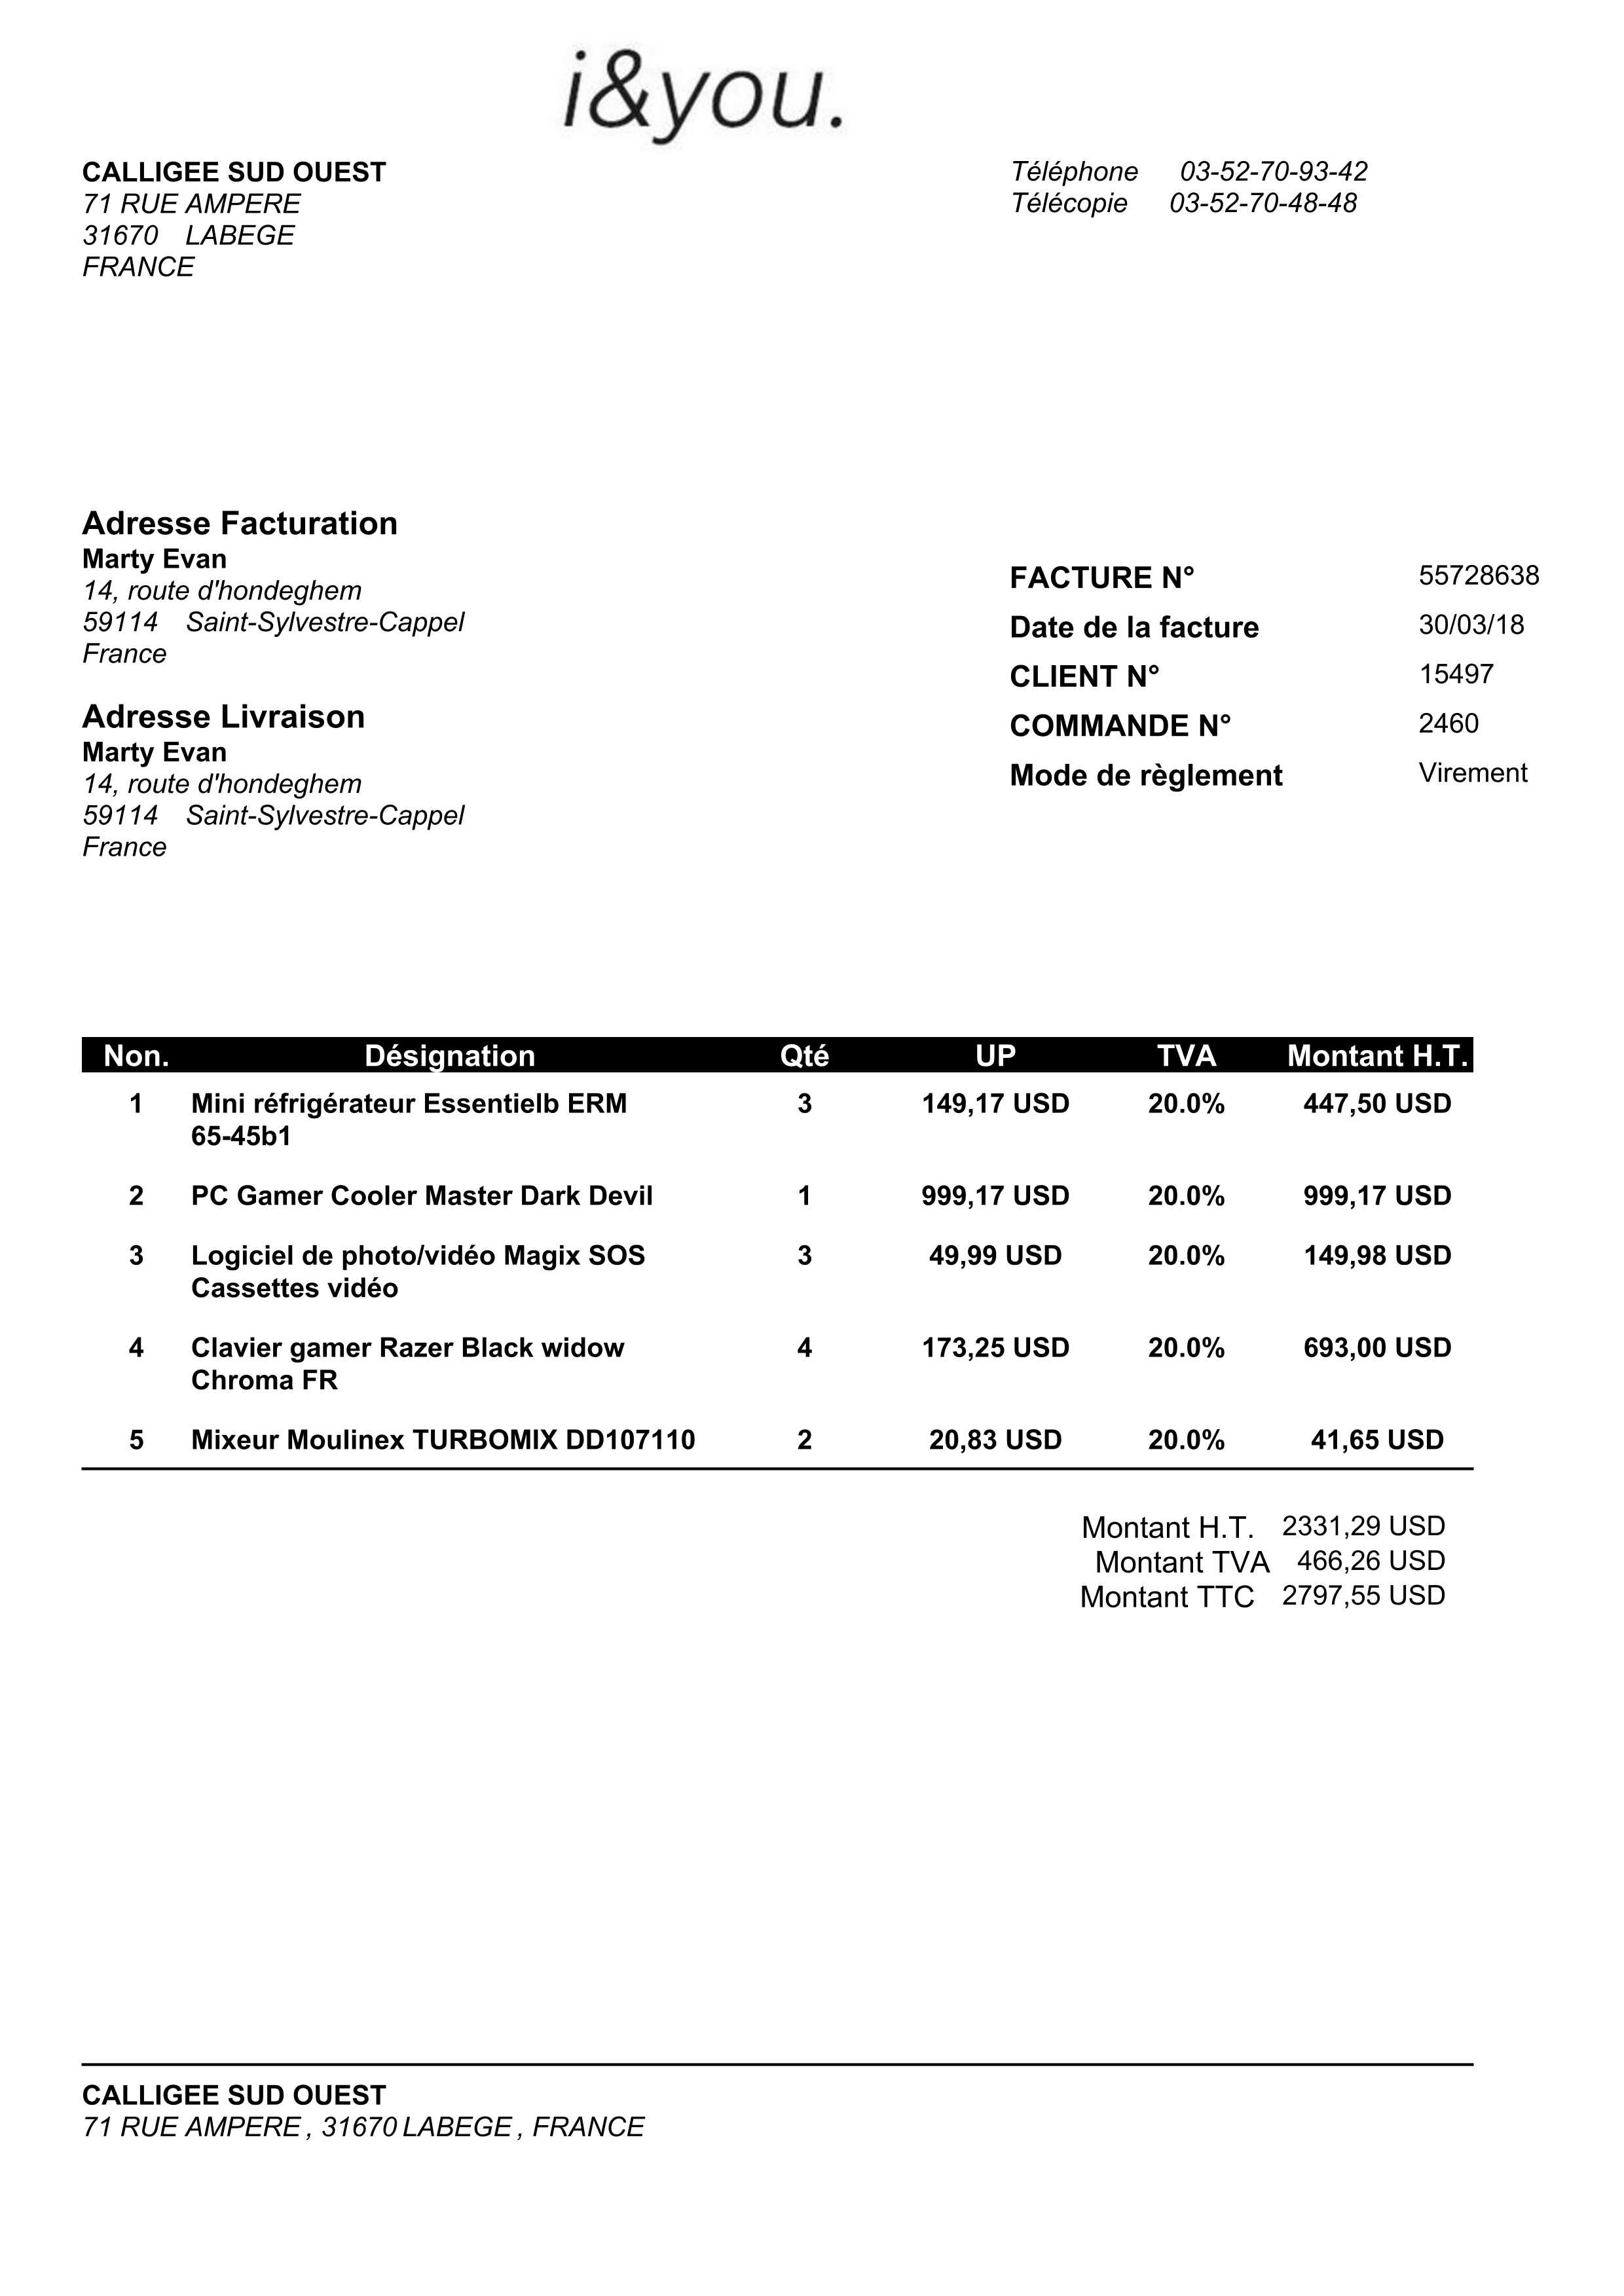 i&you.
CALLIGEE SUD OUEST
71 RUE AMPERE
31670 LABEGE
FRANCE
Téléphone 03-52-70-93-42
Télécopie 03-52-70-48-48
Adresse Facturation
Marty Evan
14, route d'hondeghem
59114 Saint-Sylvestre-Cappel
France
Adresse Livraison
Marty Evan
14, route d'hondeghem
59114 Saint-Sylvestre-Cappel
France
FACTURE N° 55728638
Date de la facture 30/03/18
CLIENT N° 15497
COMMANDE N° 2460
Mode de règlement Virement
Non. Désignation Qté UP TVA Montant H.T.
1 Mini réfrigérateur Essentielb ERM 3 149,17 USD 20.0% 447,50 USD
65-45b1
2 PC Gamer Cooler Master Dark Devil 1 999,17 USD 20.0% 999,17 USD
3 Logiciel de photo/vidéo Magix SOS 3 49,99 USD 20.0% 149,98 USD
Cassettes vidéo
4 Clavier gamer Razer Black widow 4 173,25 USD 20.0% 693,00 USD
Chroma FR
5 Mixeur Moulinex TURBOMIX DD107110 2 20,83 USD 20.0% 41,65 USD
Montant H.T. 2331,29 USD
Montant TVA 466,26 USD
Montant TTC 2797,55 USD
CALLIGEE SUD OUEST
71 RUE AMPERE , 31670 LABEGE , FRANCE